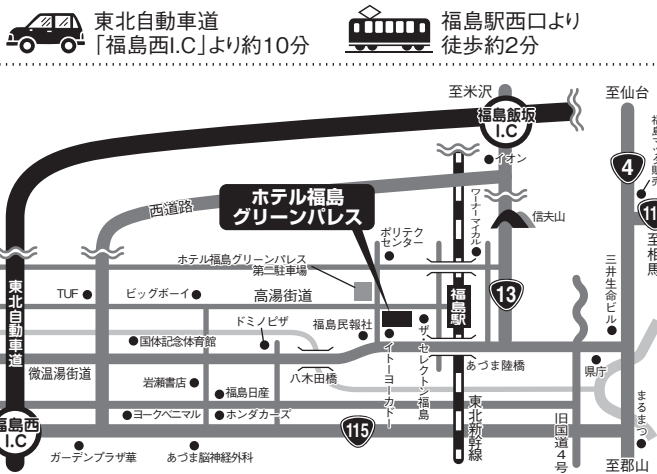 東北自動車道
「福島西I.C」より約10分
福島駅西口より
徒歩約2分
至米沢
至仙台
福島飯坂
I.C
イオン
4
西道路
ホテル福島
グリーンパレス
ワーナーマイカル
信夫山
ポリテク
センター
至相馬
ホテル福島グリーンパレス
第二駐車場
三井生命ビル
東北自動車道
TUF
ビッグボーイ
高湯街道
福島駅
13
ドミノピザ
福島民報社
国体記念体育館
イトーヨーカドー
ザ・セレクトン福島
あづま陸橋
微温湯街道
八木田橋
県庁
岩瀬書店
福島日産
まるまつ
ヨークベニマル
ホンダカーズ
115
東北新幹線
旧国道4号
福島西
I.C
ガーデンプラザ華
あづま脳神経外科
至郡山